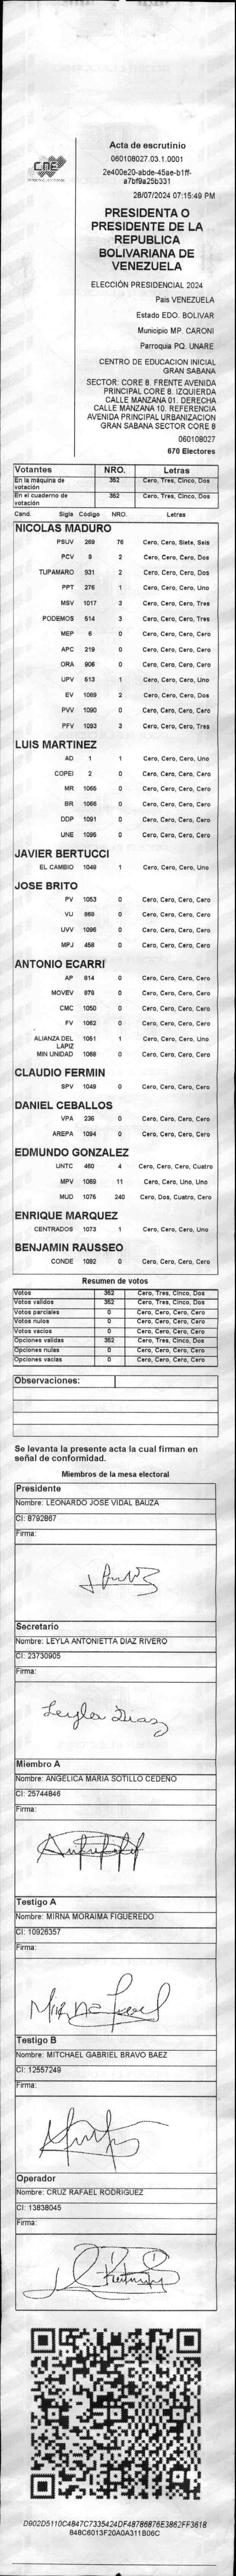 CNE
Acta de escrutinio
060108027.03.1.0001
2e400e20-abde-45ae-b1ff-
a7bf9a25b331
28/07/2024 07:15:49 PM
PRESIDENTA O
PRESIDENTE DE LA
REPUBLICA
BOLIVARIANA DE
VENEZUELA
ELECCIÓN PRESIDENCIAL 2024
Pais VENEZUELA
Estado EDO. BOLIVAR
Municipio MP. CARONI
Parroquia PQ. UNARE
CENTRO DE EDUCACION INICIAL
GRAN SABANA
SECTOR: CORE 8. FRENTE AVENIDA
PRINCIPAL CORE 8. IZQUIERDA
CALLE MANZANA 01. DERECHA
CALLE MANZANA 10. REFERENCIA
AVENIDA PRINCIPAL URBANIZACION
GRAN SABANA SECTOR CORE 8
060108027
670 Electores
Votantes NRO. Letras
En la máquina de votación 352 Cero, Tres, Cinco, Dos
En el cuaderno de votación 352 Cero, Tres, Cinco, Dos
Cand. Sigla Código NRO. Letras
NICOLAS MADURO
PSUV 269 76 Cero, Cero, Siete, Seis
PCV 9 2 Cero, Cero, Cero, Dos
TUPAMARO 931 2 Cero, Cero, Cero, Dos
PPT 276 1 Cero, Cero, Cero, Uno
MSV 1017 3 Cero, Cero, Cero, Tres
PODEMOS 514 3 Cero, Cero, Cero, Tres
MEP 6 0 Cero, Cero, Cero, Cero
APC 219 0 Cero, Cero, Cero, Cero
ORA 906 0 Cero, Cero, Cero, Cero
UPV 513 1 Cero, Cero, Cero, Uno
EV 1089 2 Cero, Cero, Cero, Dos
PVV 1090 0 Cero, Cero, Cero, Cero
PFV 1093 3 Cero, Cero, Cero, Tres
LUIS MARTINEZ
AD 1 1 Cero, Cero, Cero, Uno
COPEI 2 0 Cero, Cero, Cero, Cero
MR 1065 0 Cero, Cero, Cero, Cero
BR 1066 0 Cero, Cero, Cero, Cero
DDP 1091 0 Cero, Cero, Cero, Cero
UNE 1095 0 Cero, Cero, Cero, Cero
JAVIER BERTUCCI
EL CAMBIO 1048 1 Cero, Cero, Cero, Uno
JOSE BRITO
PV 1053 0 Cero, Cero, Cero, Cero
VU 868 0 Cero, Cero, Cero, Cero
UVV 1096 0 Cero, Cero, Cero, Cero
MPJ 458 0 Cero, Cero, Cero, Cero
ANTONIO ECARRI
AP 814 0 Cero, Cero, Cero, Cero
MOVEV 878 0 Cero, Cero, Cero, Cero
CMC 1050 0 Cero, Cero, Cero, Cero
FV 1062 0 Cero, Cero, Cero, Cero
ALIANZA DEL LAPIZ 1051 1 Cero, Cero, Cero, Uno
MIN UNIDAD 1068 0 Cero, Cero, Cero, Cero
CLAUDIO FERMIN
SPV 1049 0 Cero, Cero, Cero, Cero
DANIEL CEBALLOS
VPA 236 0 Cero, Cero, Cero, Cero
AREPA 1094 0 Cero, Cero, Cero, Cero
EDMUNDO GONZALEZ
UNTC 460 4 Cero, Cero, Cero, Cuatro
MPV 1069 11 Cero, Cero, Uno, Uno
MUD 1076 240 Cero, Dos, Cuatro, Cero
ENRIQUE MARQUEZ
CENTRADOS 1073 1 Cero, Cero, Cero, Uno
BENJAMIN RAUSSEO
CONDE 1092 0 Cero, Cero, Cero, Cero
Resumen de votos
Votos 352 Cero, Tres, Cinco, Dos
Votos validos 352 Cero, Tres, Cinco, Dos
Votos parciales 0 Cero, Cero, Cero, Cero
Votos nulos 0 Cero, Cero, Cero, Cero
Votos vacios 0 Cero, Cero, Cero, Cero
Opciones validas 352 Cero, Tres, Cinco, Dos
Opciones nulas 0 Cero, Cero, Cero, Cero
Opciones vacias 0 Cero, Cero, Cero, Cero
Observaciones:
Se levanta la presente acta la cual firman en
señal de conformidad.
Miembros de la mesa electoral
Presidente
Nombre: LEONARDO JOSE VIDAL BAUZA
CI: 8792867
Firma:
Secretario
Nombre: LEYLA ANTONIETTA DIAZ RIVERO
CI: 23730905
Firma:
Leyla Diaz
Miembro A
Nombre: ANGELICA MARIA SOTILLO CEDEÑO
CI: 25744846
Firma:
Testigo A
Nombre: MIRNA MORAIMA FIGUEREDO
CI: 10926357
Firma:
Testigo B
Nombre: MITCHAEL GABRIEL BRAVO BAEZ
CI: 12557249
Firma:
Operador
Nombre: CRUZ RAFAEL RODRIGUEZ
CI: 13838045
Firma:
D902D5110C4847C7335424DF48786876E3862FF3618
848C6013F20A0A311B06C